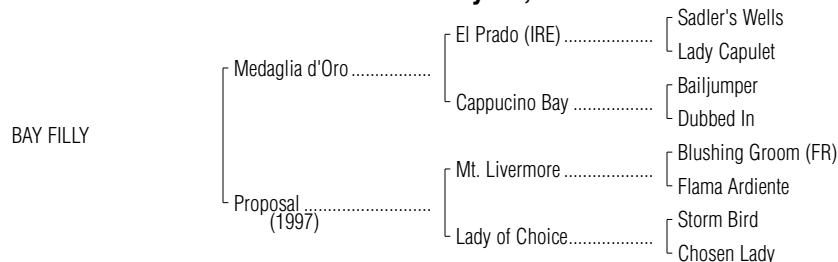 Sadler's Wells
El Prado (IRE)
Lady Capulet
Medaglia d'Oro
Bailjumper
Cappucino Bay
Dubbed In
BAY FILLY
Blushing Groom (FR)
Mt. Livermore
Flama Ardiente
Proposal
(1997)
Storm Bird
Lady of Choice
Chosen Lady